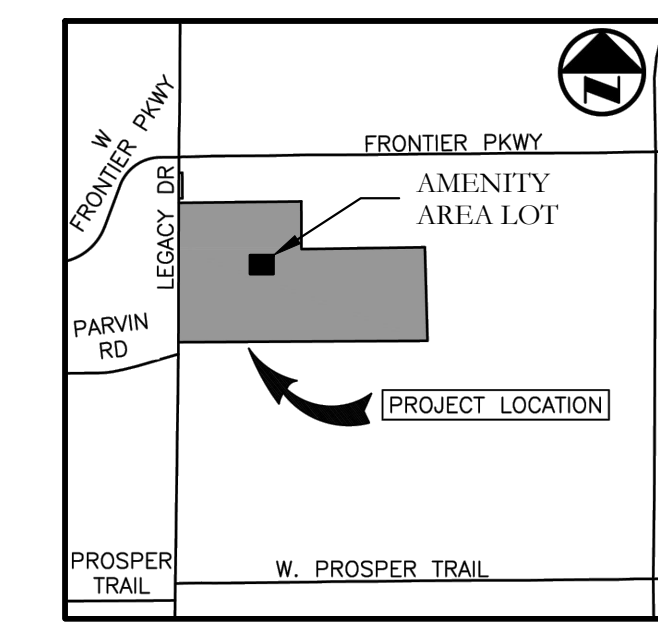 W
FRONTIER PKWY
FRONTIER PKWY
N
AMENITY
AREA LOT
LEGACY DR
PARVIN
RD
PROJECT LOCATION
PROSPER
TRAIL
W. PROSPER TRAIL